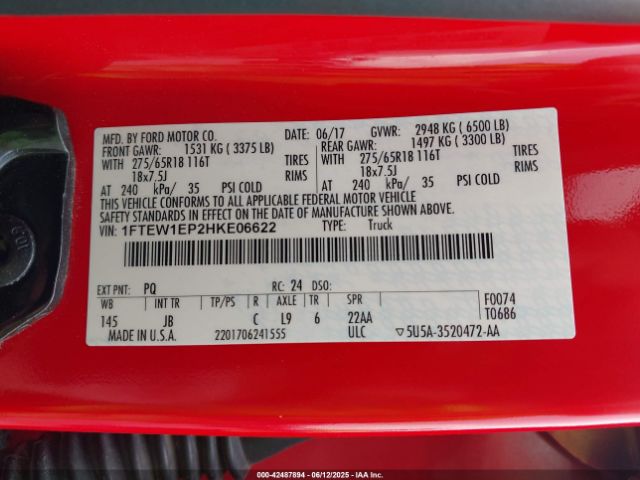 MFD. BY FORD MOTOR CO. DATE: 06/17 GVWR: 2948 KG ( 6500 LB)
FRONT GAWR: 1531 KG ( 3375 LB) REAR GAWR: 1497 KG ( 3300 LB)
WITH 275/65R18 116T TIRES WITH 275/65R18 116T TIRES
18x7.5J RIMS 18x7.5J RIMS
AT 240 kPa/ 35 PSI COLD AT 240 kPa/ 35 PSI COLD
THIS VEHICLE CONFORMS TO ALL APPLICABLE FEDERAL MOTOR VEHICLE
SAFETY STANDARDS IN EFFECT ON THE DATE OF MANUFACTURE SHOWN ABOVE.
VIN: 1FTEW1EP2HKE06622 TYPE: Truck
EXT PNT: PQ RC: 24 DSO:
WB INT TR TP/PS R AXLE TR SPR F0074
145 JB C L9 6 22AA T0686
MADE IN U.S.A. 2201706241555 ULC ▽5U5A-3520472-AA
000-42487894 - 06/12/2025 - IAA Inc.